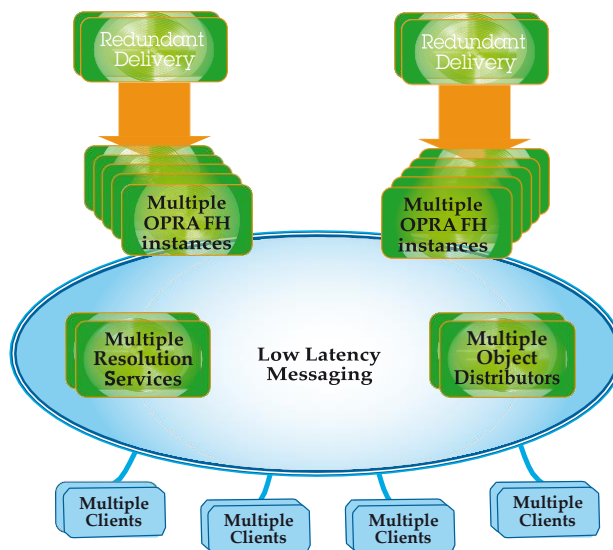 Redundant
Delivery
Redundant
Delivery
Multiple
OPRA FH
instances
Multiple
OPRA FH
instances
Multiple
Resolution
Services
Low Latency
Messaging
Multiple
Object
Distributors
Multiple
Clients
Multiple
Clients
Multiple
Clients
Multiple
Clients